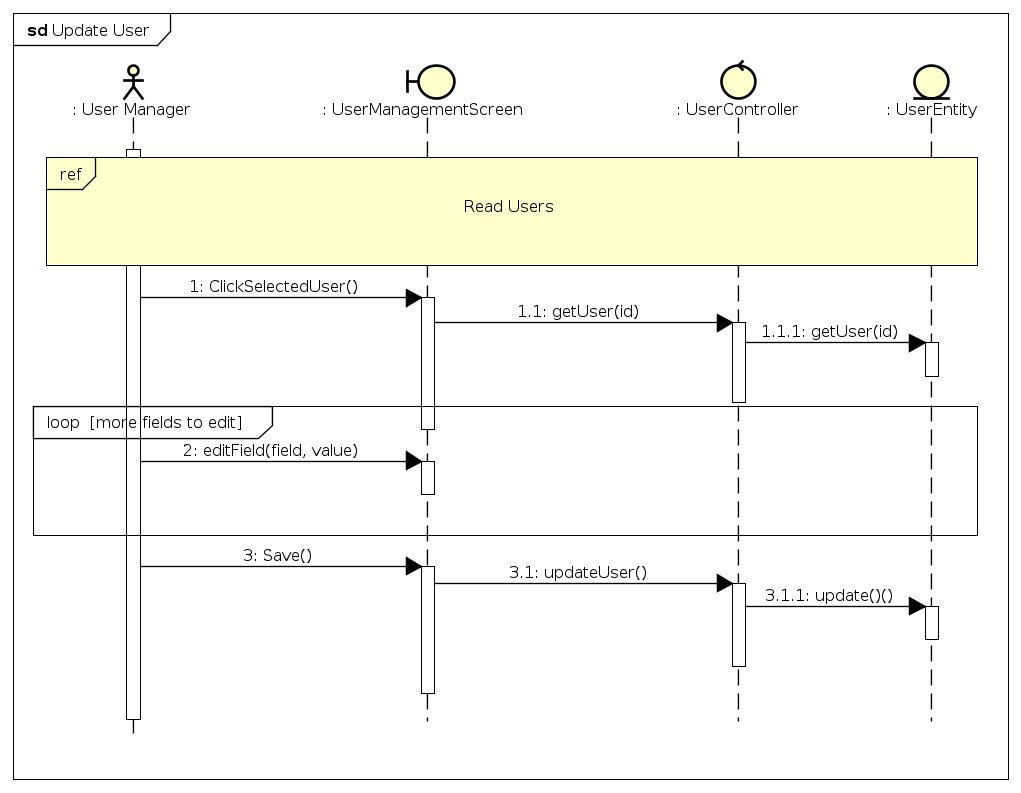 sd Update User
: User Manager
: UserManagementScreen
: UserController
: UserEntity
ref
Read Users
1: ClickSelectedUser()
1.1: getUser(id)
1.1.1: getUser(id)
loop [more fields to edit]
2: editField(field, value)
3: Save()
3.1: updateUser()
3.1.1: update()()